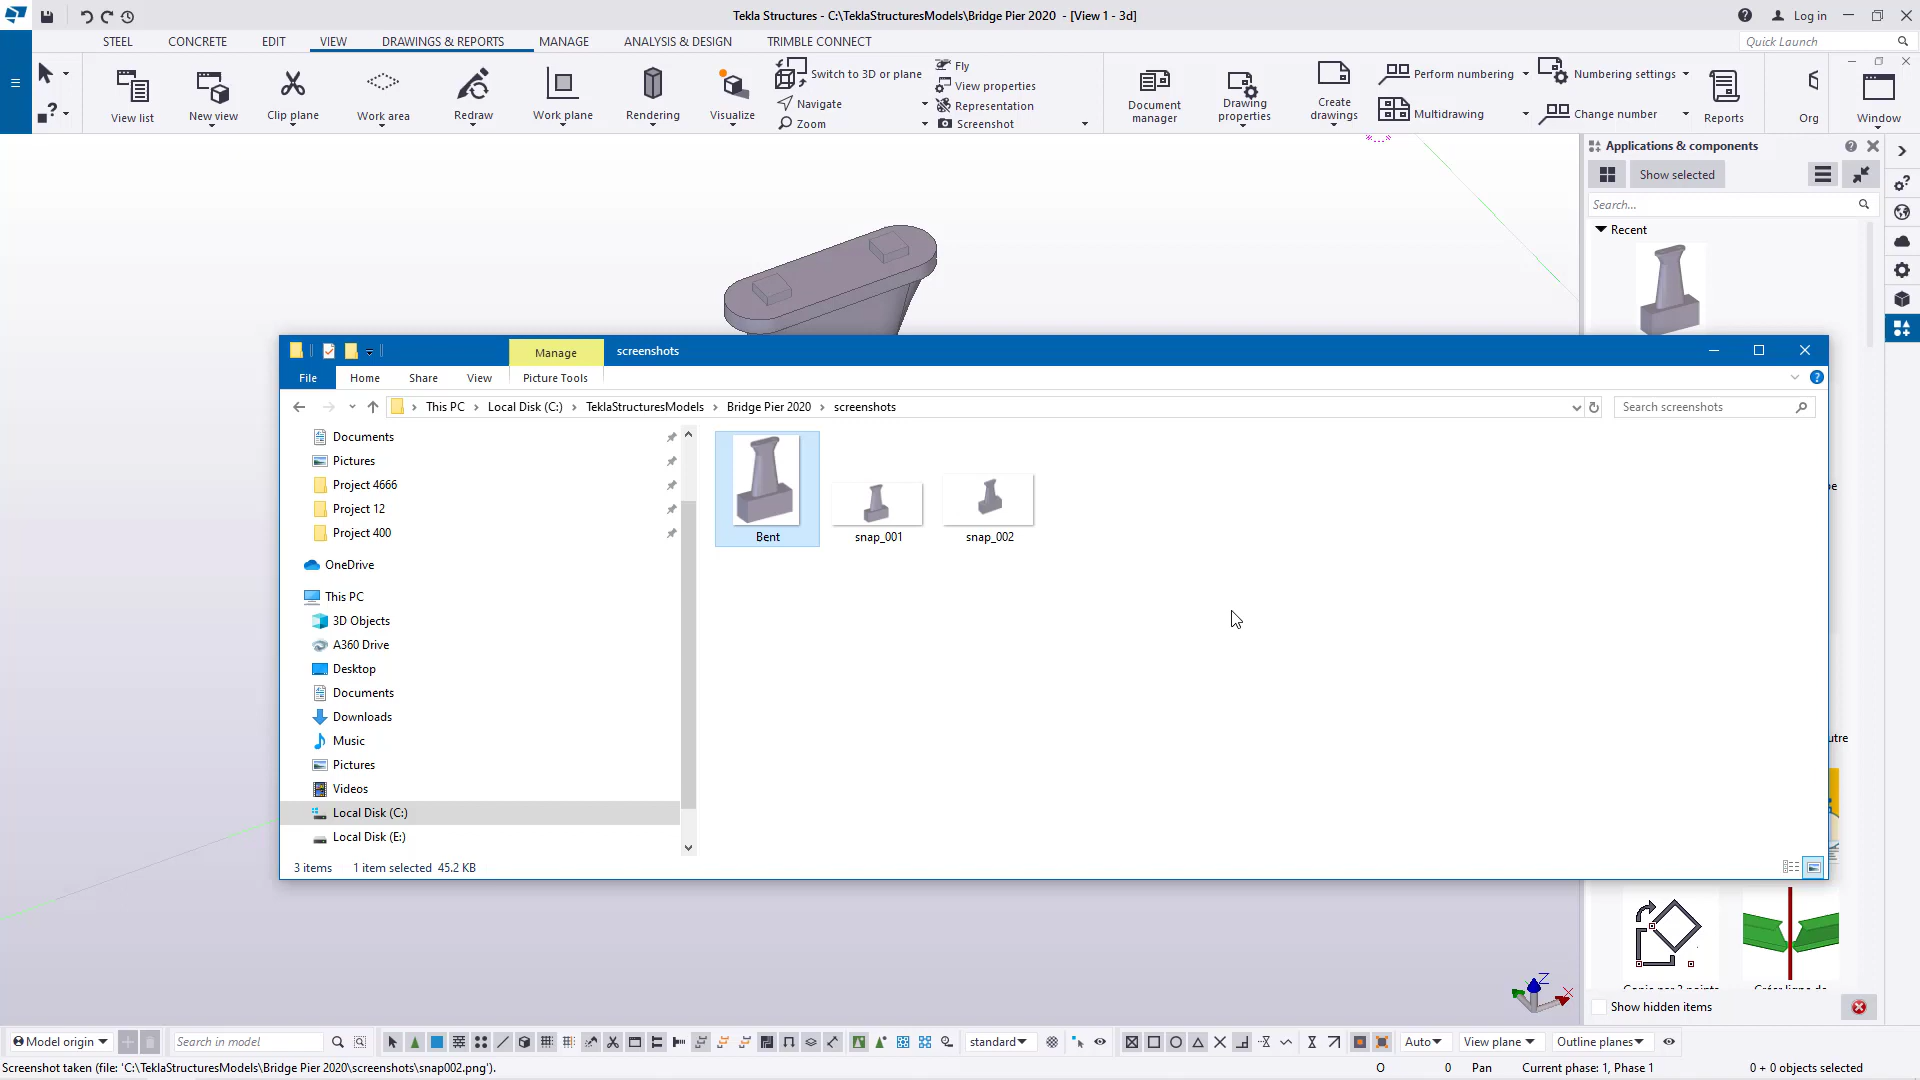 Tekla Structures - C:\TeklaStructuresModels\Bridge Pier 2020 - [View 1 - 3d]
Log in
STEEL
CONCRETE
EDIT
VIEW
DRAWINGS & REPORTS
MANAGE
ANALYSIS & DESIGN
TRIMBLE CONNECT
Quick Launch
View list
New view
Clip plane
Work area
Redraw
Work plane
Rendering
Visualize
Switch to 3D or plane
Navigate
Zoom
Fly
View properties
Representation
Screenshot
Document manager
Drawing properties
Create drawings
Perform numbering
Multidrawing
Numbering settings
Change number
Reports
Org
Window
Applications & components
Show selected
Search...
Recent
Manage
screenshots
File
Home
Share
View
Picture Tools
This PC
Local Disk (C:)
TeklaStructuresModels
Bridge Pier 2020
screenshots
Search screenshots
Documents
Pictures
Project 4666
Project 12
Project 400
OneDrive
This PC
3D Objects
A360 Drive
Desktop
Documents
Downloads
Music
Pictures
Videos
Local Disk (C:)
Local Disk (E:)
Bent
snap_001
snap_002
utre
3 items
1 item selected 45.2 KB
Z
X
Show hidden items
Model origin
Search in model
standard
Auto
View plane
Outline planes
Screenshot taken (file: 'C:\TeklaStructuresModels\Bridge Pier 2020\screenshots\snap002.png').
O
0
Pan
Current phase: 1, Phase 1
0 + 0 objects selected